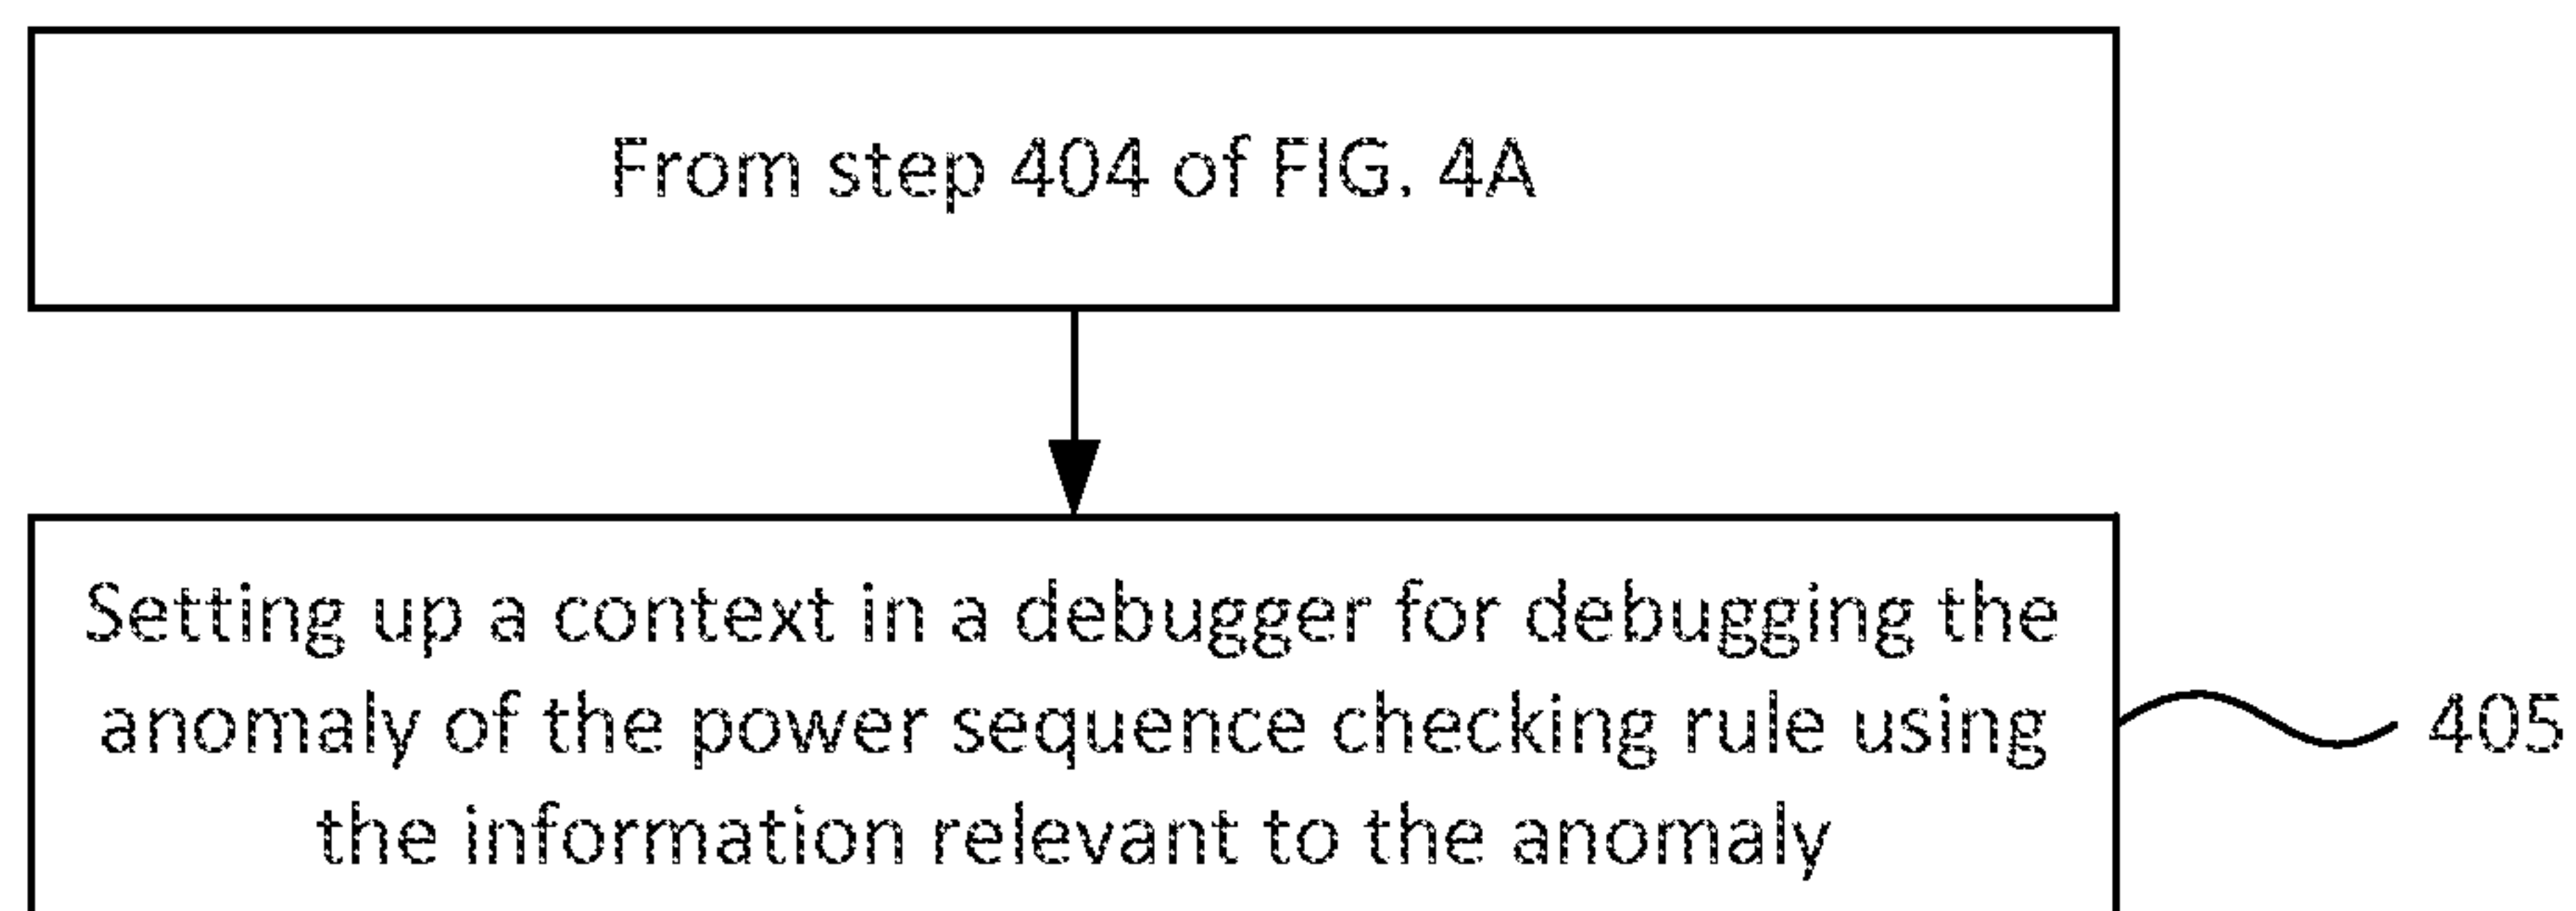 From step 404 of FIG. 4A
Setting up a context in a debugger for debugging the
anomaly of the power sequence checking rule using
the information relevant to the anomaly
405